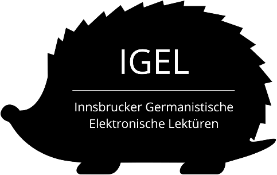 IGEL
Innsbrucker Germanistische
Elektronische Lektüren